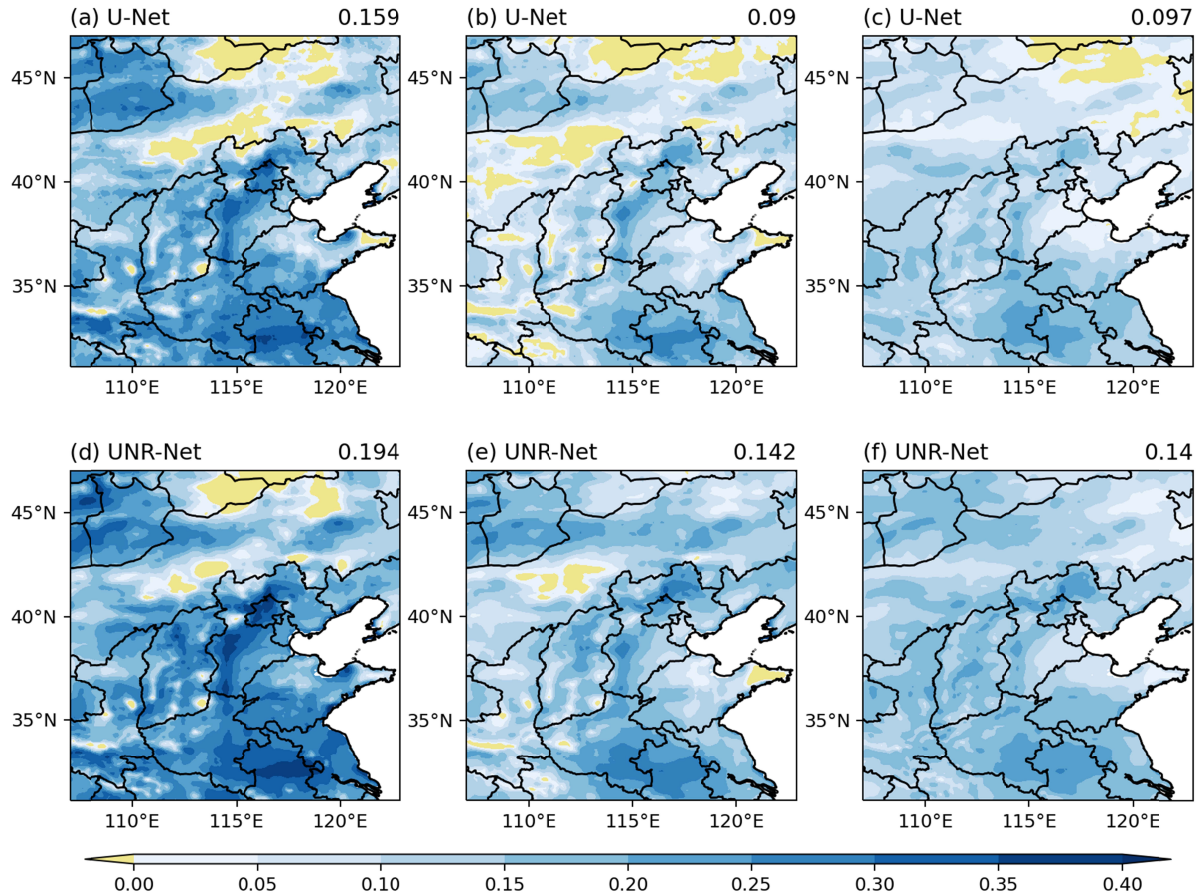 (a) U-Net 0.159 (b) U-Net 0.09 (c) U-Net 0.097
45°N 45°N 45°N
40°N 40°N 40°N
35°N 35°N 35°N
110°E 115°E 120°E 110°E 115°E 120°E 110°E 115°E 120°E
(d) UNR-Net 0.194 (e) UNR-Net 0.142 (f) UNR-Net 0.14
45°N 45°N 45°N
40°N 40°N 40°N
35°N 35°N 35°N
110°E 115°E 120°E 110°E 115°E 120°E 110°E 115°E 120°E
0.00 0.05 0.10 0.15 0.20 0.25 0.30 0.35 0.40